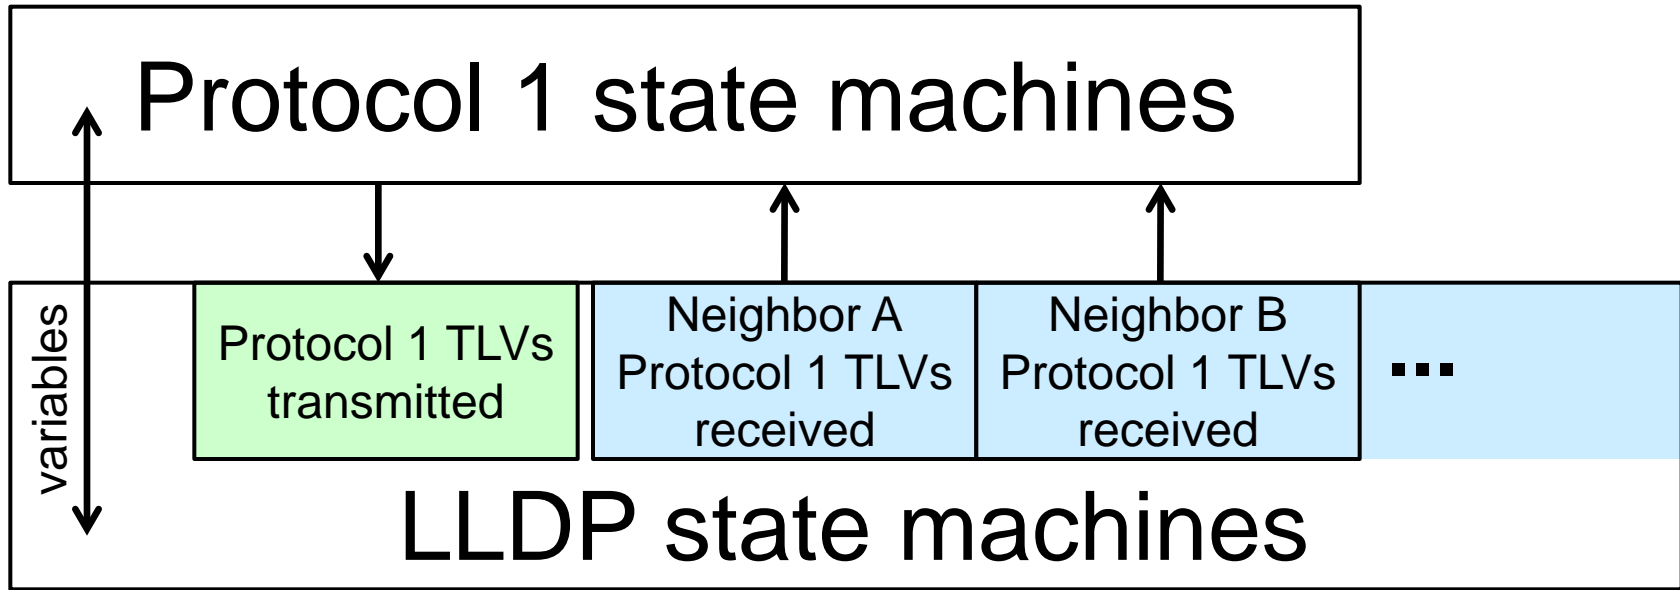 Protocol 1 state machines
variables
Protocol 1 TLVs
transmitted
Neighbor A
Protocol 1 TLVs
received
Neighbor B
Protocol 1 TLVs
received
...
LLDP state machines